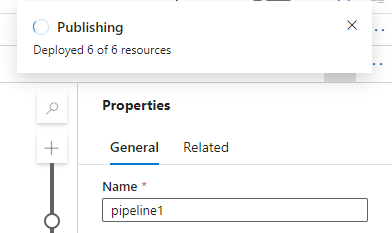 Publishing
Deployed 6 of 6 resources
Properties
General Related
Name *
pipeline1